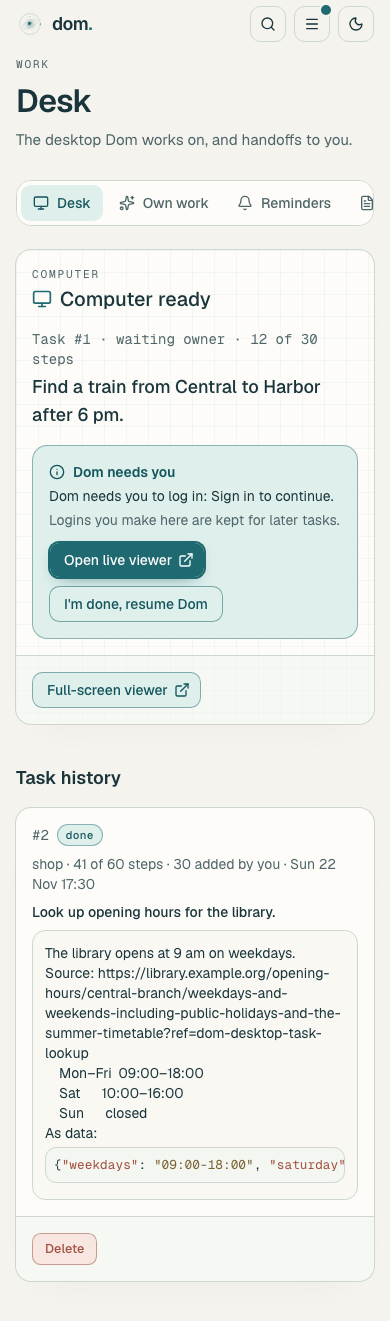 dom.
WORK
Desk
The desktop Dom works on, and handoffs to you.
Desk Own work Reminders
COMPUTER
Computer ready
Task #1 · waiting owner · 12 of 30
steps
Find a train from Central to Harbor
after 6 pm.
Dom needs you
Dom needs you to log in: Sign in to continue.
Logins you make here are kept for later tasks.
Open live viewer
I'm done, resume Dom
Full-screen viewer
Task history
#2 done
shop · 41 of 60 steps · 30 added by you · Sun 22
Nov 17:30
Look up opening hours for the library.
The library opens at 9 am on weekdays.
Source: https://library.example.org/opening-
hours/central-branch/weekdays-and-
weekends-including-public-holidays-and-the-
summer-timetable?ref=dom-desktop-task-
lookup
Mon–Fri 09:00–18:00
Sat 10:00–16:00
Sun closed
As data:
{"weekdays": "09:00-18:00", "saturday"
Delete